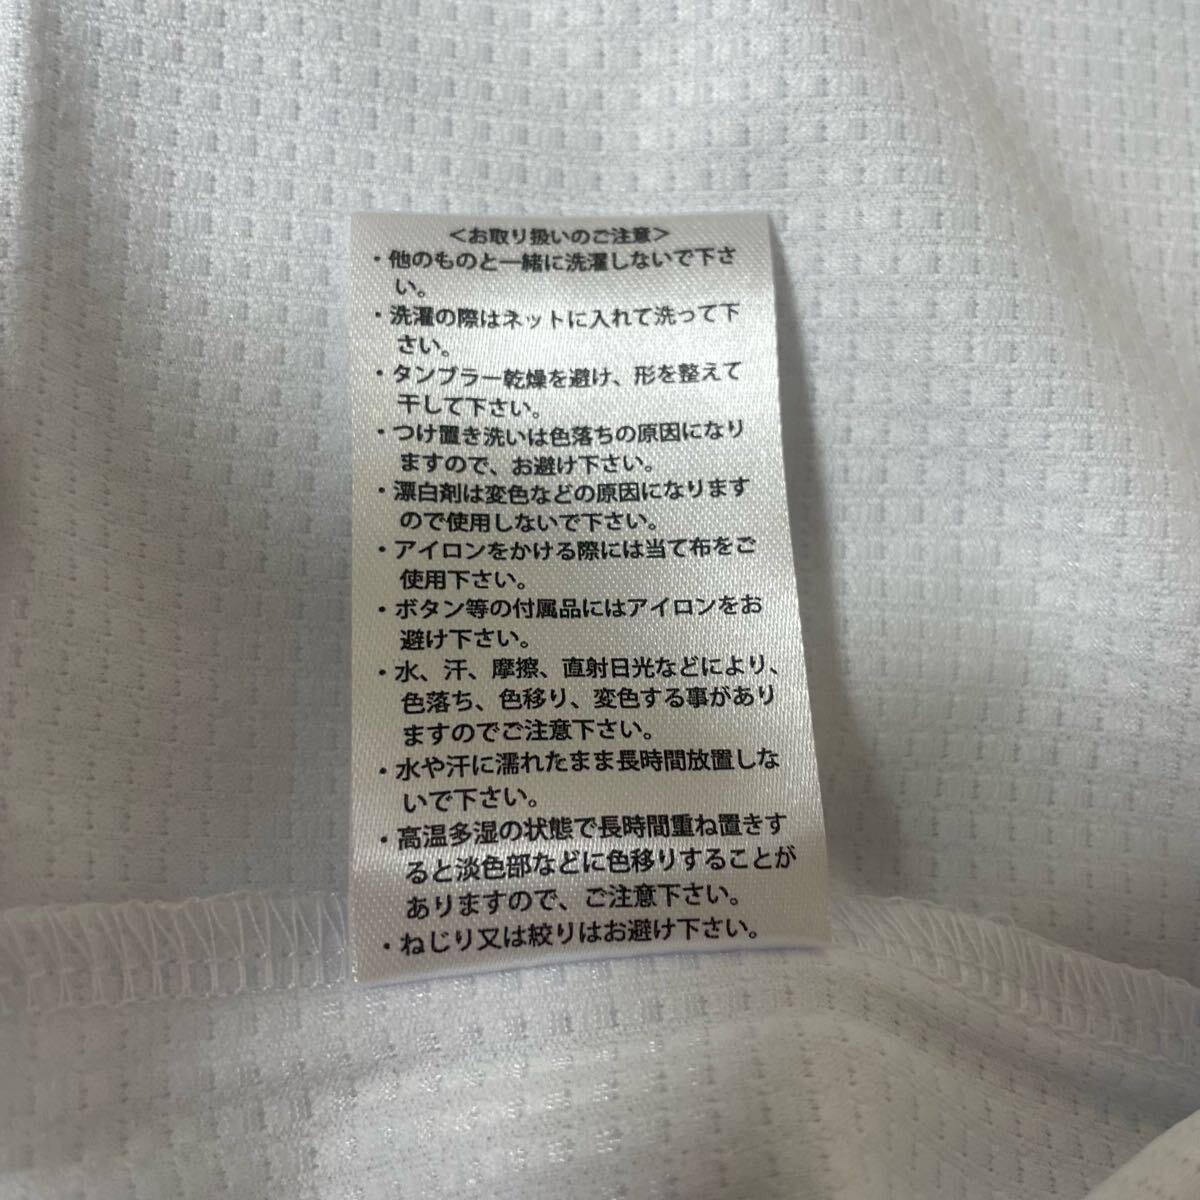 ＜お取り扱いのご注意＞
・他のものと一緒に洗濯しないで下さ
い。
・洗濯の際はネットに入れて洗って下
さい。
・タンブラー乾燥を避け、形を整えて
干して下さい。
・つけ置き洗いは色落ちの原因になり
ますので、お避け下さい。
・漂白剤は変色などの原因になります
ので使用しないで下さい。
・アイロンをかける際には当て布をご
使用下さい。
・ボタン等の付属品にはアイロンをお
避け下さい。
・水、汗、摩擦、直射日光などにより、
色落ち、色移り、変色する事があり
ますのでご注意下さい。
・水や汗に濡れたまま長時間放置しな
いで下さい。
・高温多湿の状態で長時間重ね置きす
ると淡色部などに色移りすることが
ありますので、ご注意下さい。
・ねじり又は絞りはお避け下さい。